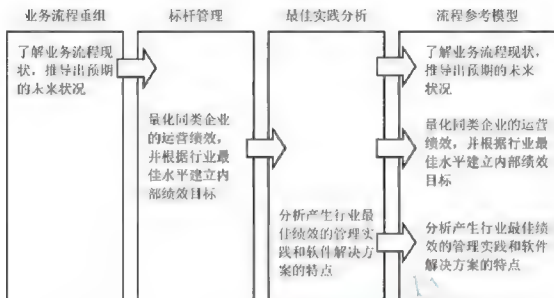 业务流程重组
标杆管理
最佳实践分析
流程参考模型
了解业务流程现
状，推导出预期
的未来状况
量化同类企业
的运营绩效，
并根据行业最
佳水平建立内
部绩效目标
分析产生行业最
佳绩效的管理实
践和软件解决方
案的特点
了解业务流程现状，
推导出预期的未来
状况
量化同类企业的运
营绩效，并根据行
业最佳水平建立内
部绩效目标
分析产生行业最佳
绩效的管理实践和软件
解决方案的特点